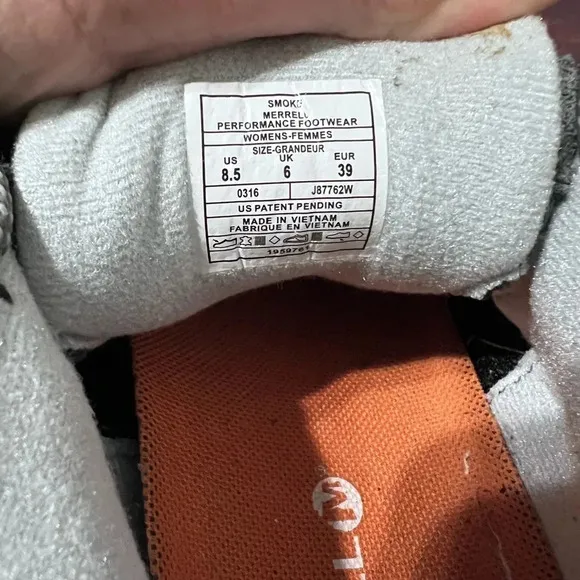 SMOKE
MERRELL
PERFORMANCE FOOTWEAR
WOMENS-FEMMES
SIZE-GRANDEUR
US UK EUR
8.5 6 39
0316 J87762W
US PATENT PENDING
MADE IN VIETNAM
FABRIQUE EN VIETNAM